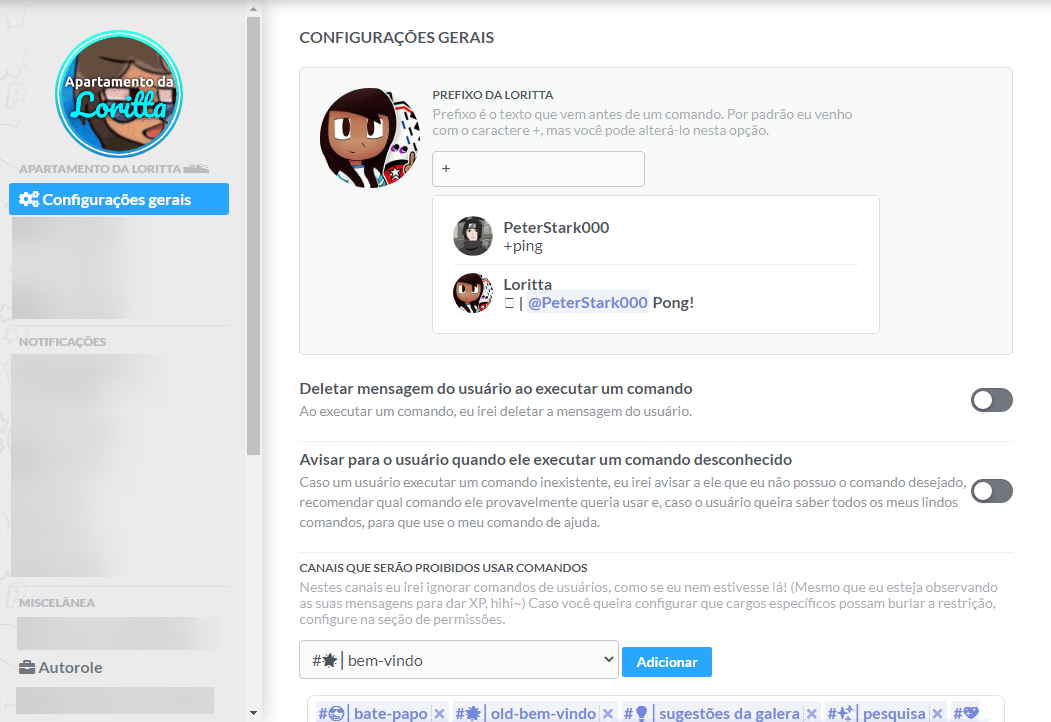 Apartamento da
Loritta
APARTAMENTO DA LORITTA
Configurações gerais
NOTIFICAÇÕES
MISCELÂNEA
Autorole
CONFIGURAÇÕES GERAIS
PREFIXO DA LORITTA
Prefixo é o texto que vem antes de um comando. Por padrão eu venho
com o caractere +, mas você pode alterá-lo nesta opção.
+
PeterStark000
+ping
Loritta
| @PeterStark000 Pong!
Deletar mensagem do usuário ao executar um comando
Ao executar um comando, eu irei deletar a mensagem do usuário.
Avisar para o usuário quando ele executar um comando desconhecido
Caso um usuário executar um comando inexistente, eu irei avisar a ele que eu não possuo o comando desejado,
recomendar qual comando ele provavelmente queria usar e, caso o usuário queira saber todos os meus lindos
comandos, para que use o meu comando de ajuda.
CANAIS QUE SERÃO PROIBIDOS USAR COMANDOS
Nestes canais eu irei ignorar comandos de usuários, como se eu nem estivesse lá! (Mesmo que eu esteja observando
as suas mensagens para dar XP, hihi~) Caso você queira configurar que cargos específicos possam burlar a restrição,
configure na seção de permissões.
#🌟| bem-vindo Adicionar
#😎| bate-papo × #🌟| old-bem-vindo × #💡| sugestões da galera × #✨| pesquisa × #💖